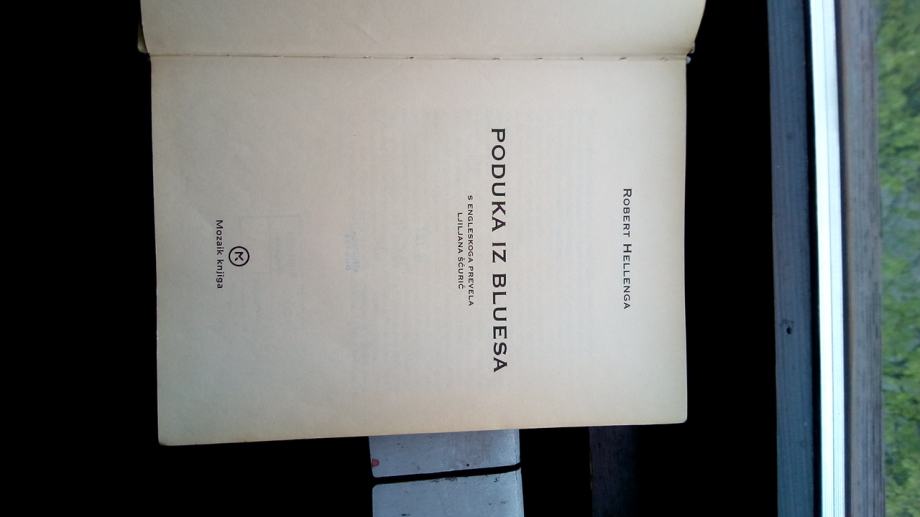 ROBERT HELLENGA
PODUKA IZ BLUESA
S ENGLESKOGA PREVELA
LJILJANA ŠĆURIĆ
Mozaik knjiga